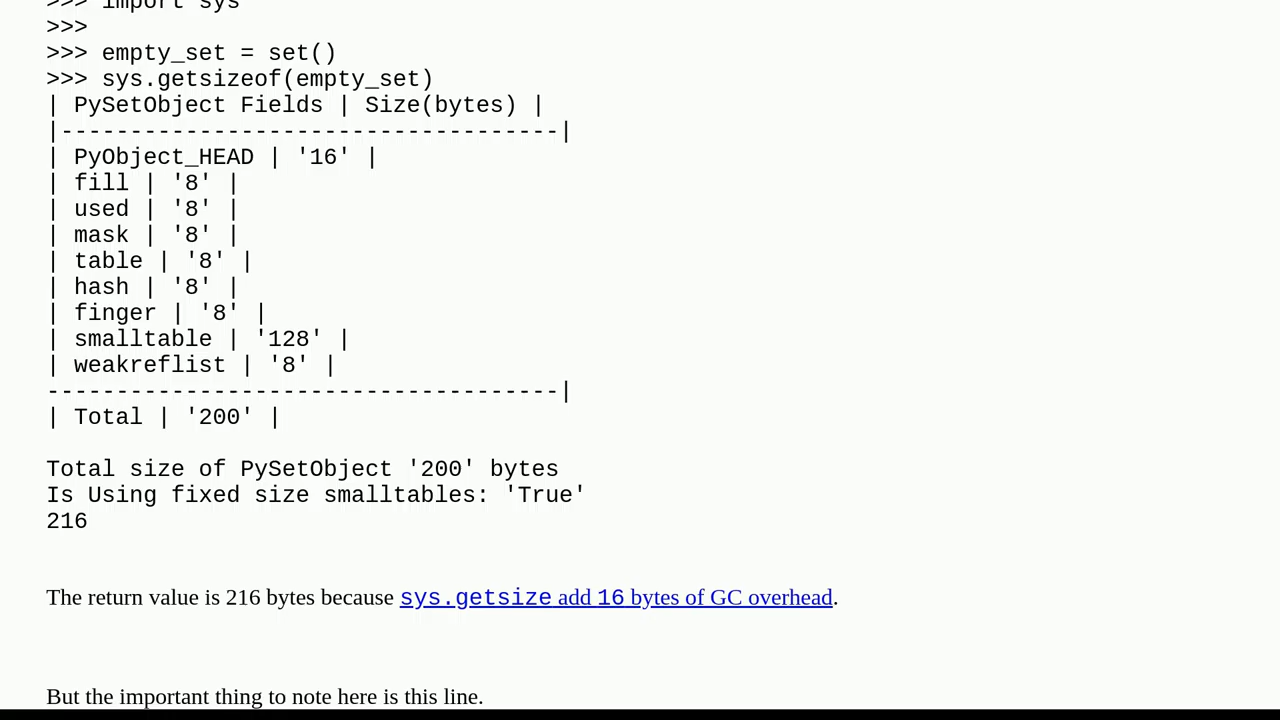 >>> import sys
>>>
>>> empty_set = set()
>>> sys.getsizeof(empty_set)
| PySetObject Fields | Size(bytes) |
|------------------------------------|
| PyObject_HEAD | '16' |
| fill | '8' |
| used | '8' |
| mask | '8' |
| table | '8' |
| hash | '8' |
| finger | '8' |
| smalltable | '128' |
| weakreflist | '8' |
-------------------------------------|
| Total | '200' |
Total size of PySetObject '200' bytes
Is Using fixed size smalltables: 'True'
216
The return value is 216 bytes because sys.getsize add 16 bytes of GC overhead.
But the important thing to note here is this line.